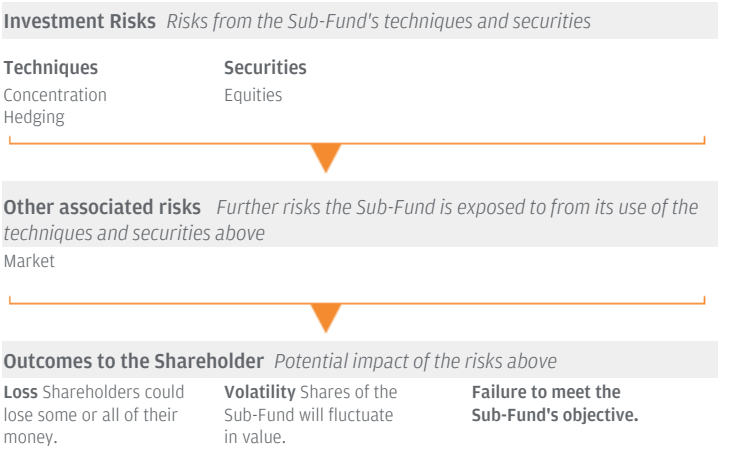 Investment Risks Risks from the Sub-Fund's techniques and securities
Techniques
Concentration
Hedging
Securities
Equities
Other associated risks Further risks the Sub-Fund is exposed to from its use of the
techniques and securities above
Market
Outcomes to the Shareholder Potential impact of the risks above
Loss Shareholders could
lose some or all of their
money.
Volatility Shares of the
Sub-Fund will fluctuate
in value.
Failure to meet the
Sub-Fund's objective.